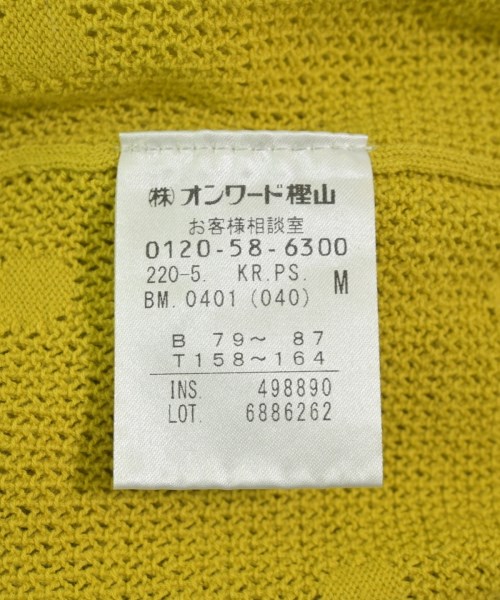 (株)オンワード樫山
お客様相談室
0120-58-6300
220-5. KR.PS. M
BM.0401(040)
B 79～ 87
T158～164
INS. 498890
LOT. 6886262